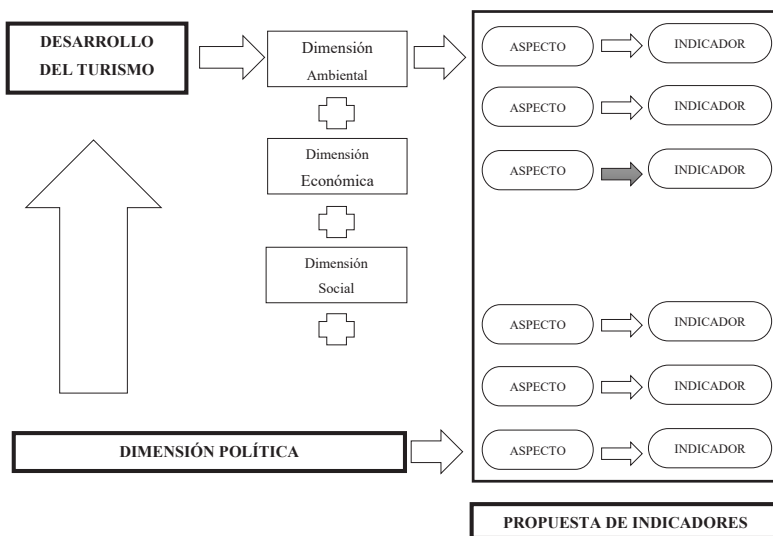 DESARROLLO
DEL TURISMO
Dimensión
Ambiental
Dimensión
Económica
Dimensión
Social
DIMENSIÓN POLÍTICA
ASPECTO
INDICADOR
ASPECTO
INDICADOR
ASPECTO
INDICADOR
ASPECTO
INDICADOR
ASPECTO
INDICADOR
ASPECTO
INDICADOR
PROPUESTA DE INDICADORES